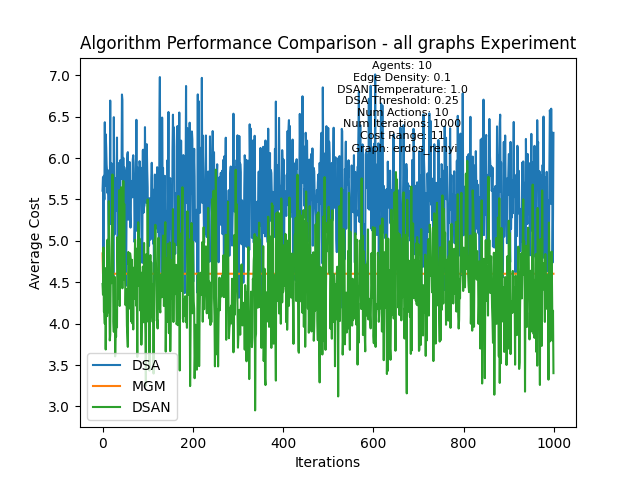 Algorithm Performance Comparison - all graphs Experiment
Agents: 10
Edge Density: 0.1
DSAN Temperature: 1.0
DSA Threshold: 0.25
Num Actions: 10
Num Iterations: 1000
Cost Range: 11
Graph: erdos_renyi
Average Cost
7.0
6.5
6.0
5.5
5.0
4.5
4.0
3.5
3.0
DSA
MGM
DSAN
0 200 400 600 800 1000
Iterations